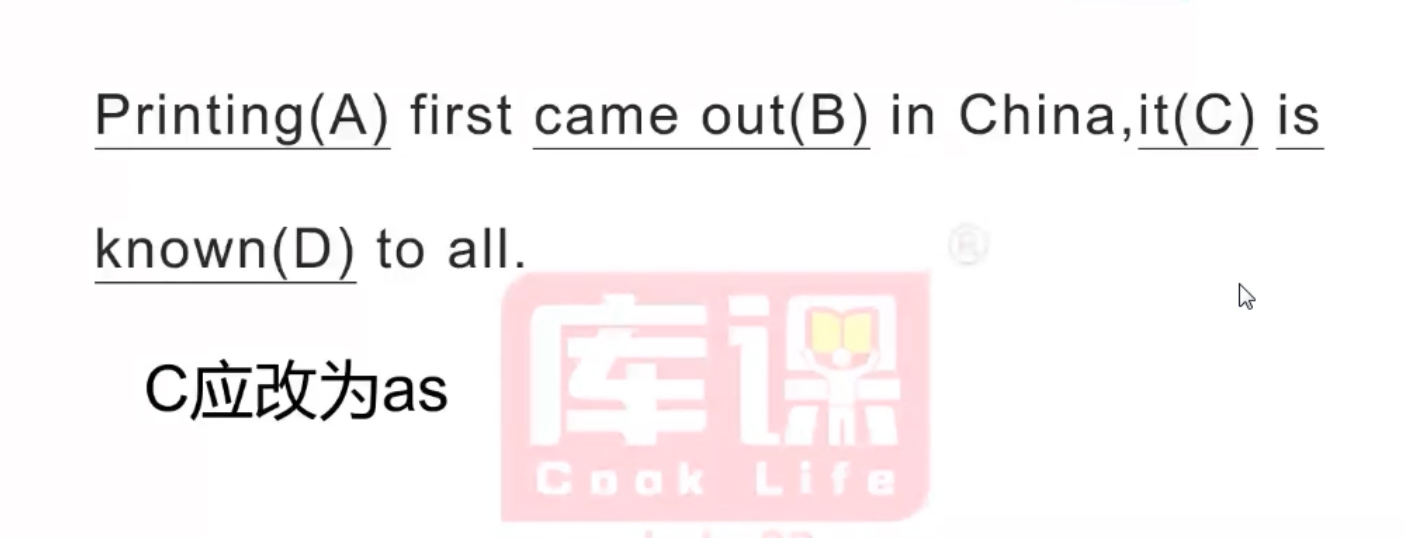 Printing(A) first came out(B) in China,it(C) is
known(D) to all.
®
C应改为as
库课
Cook Life